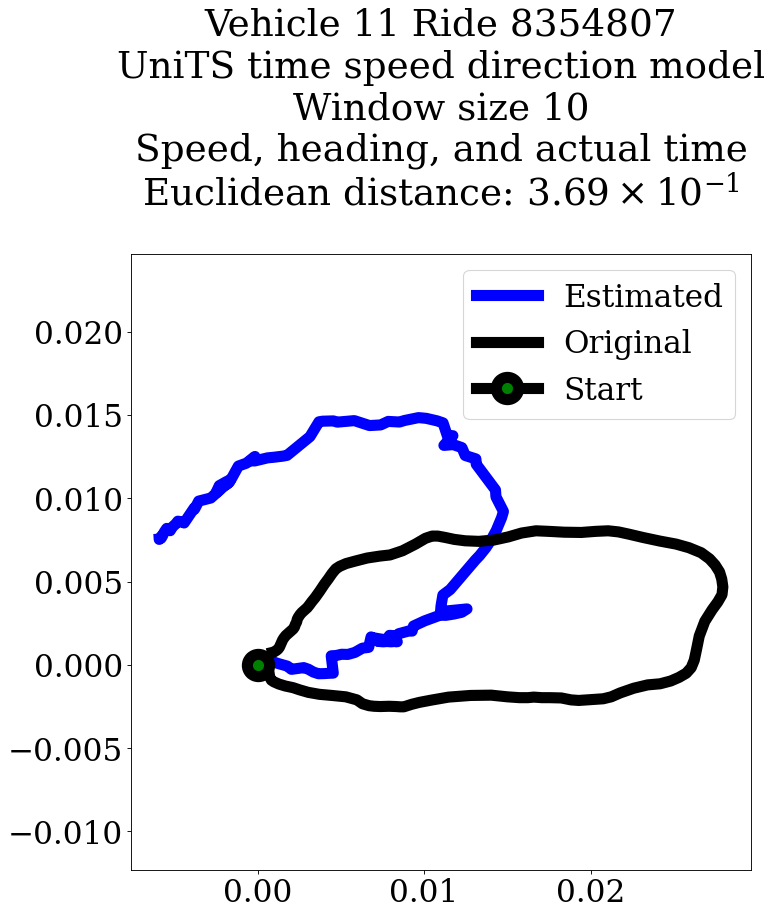 Vehicle 11 Ride 8354807
UniTS time speed direction model
Window size 10
Speed, heading, and actual time
Euclidean distance: $3.69 \times 10^{-1}$
Estimated
Original
Start
0.020
0.015
0.010
0.005
0.000
−0.005
−0.010
0.00 0.01 0.02